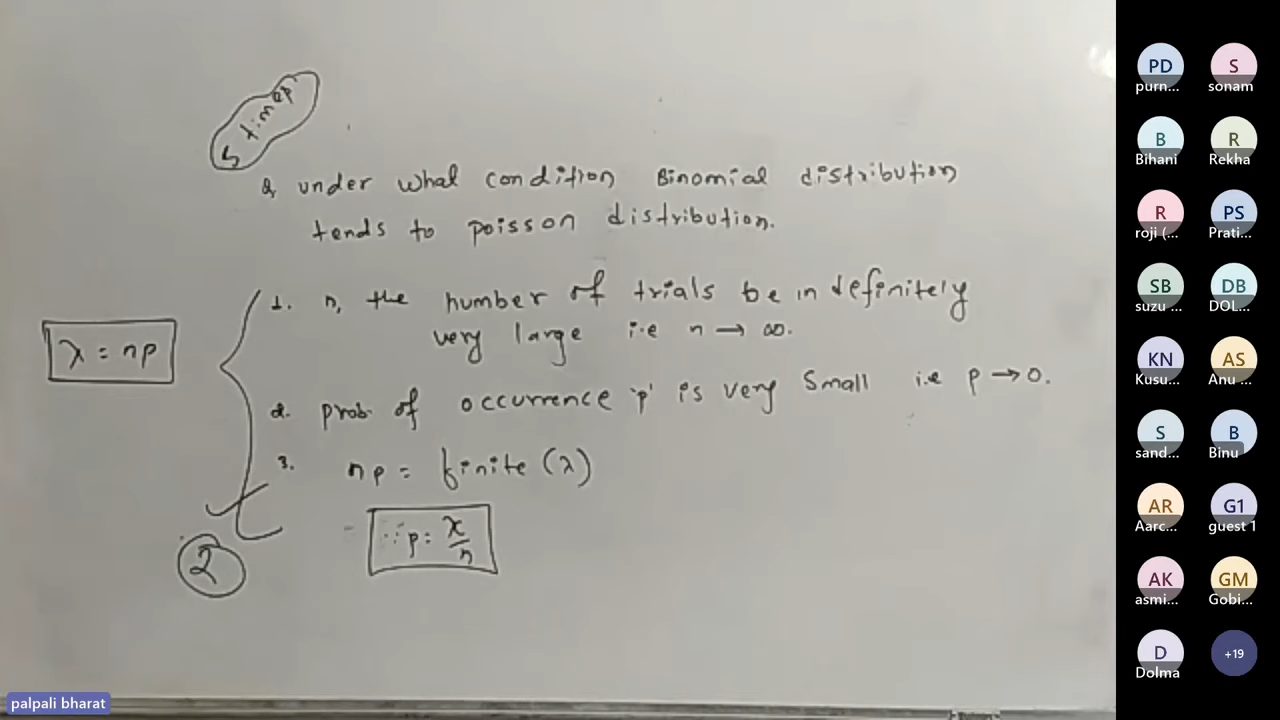 5 times
Q under what condition Binomial distribution
tends to poisson distribution.
1. n, the number of trials be indefinitely
very large i.e n → ∞.
λ = np
2. prob. of occurrence 'p' is very small i.e p → 0.
3. np = finite (λ)
∴ p = λ/n
2
palpali bharat
PD
purn...
S
sonam
B
Bihani
R
Rekha
R
roji (...
PS
Prati...
SB
suzu ...
DB
DOL...
KN
Kusu...
AS
Anu ...
S
sand...
B
Binu
AR
Aarc...
G1
guest 1
AK
asmi...
GM
Gobi...
D
Dolma
+19